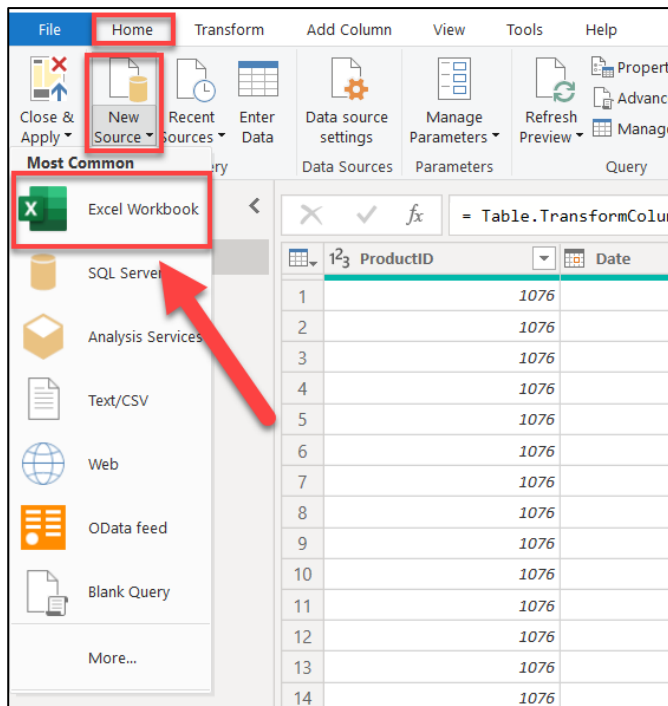 File Home Transform Add Column View Tools Help
Close & Apply
New Source
Recent Sources
Enter Data
Data source settings
Manage Parameters
Refresh Preview
Propert
Advanc
Manage
Most Common
ry
Data Sources
Parameters
Query
Excel Workbook
SQL Server
Analysis Services
Text/CSV
Web
OData feed
Blank Query
More...
fx = Table.TransformColum
1²3 ProductID Date
1 1076
2 1076
3 1076
4 1076
5 1076
6 1076
7 1076
8 1076
9 1076
10 1076
11 1076
12 1076
13 1076
14 1076